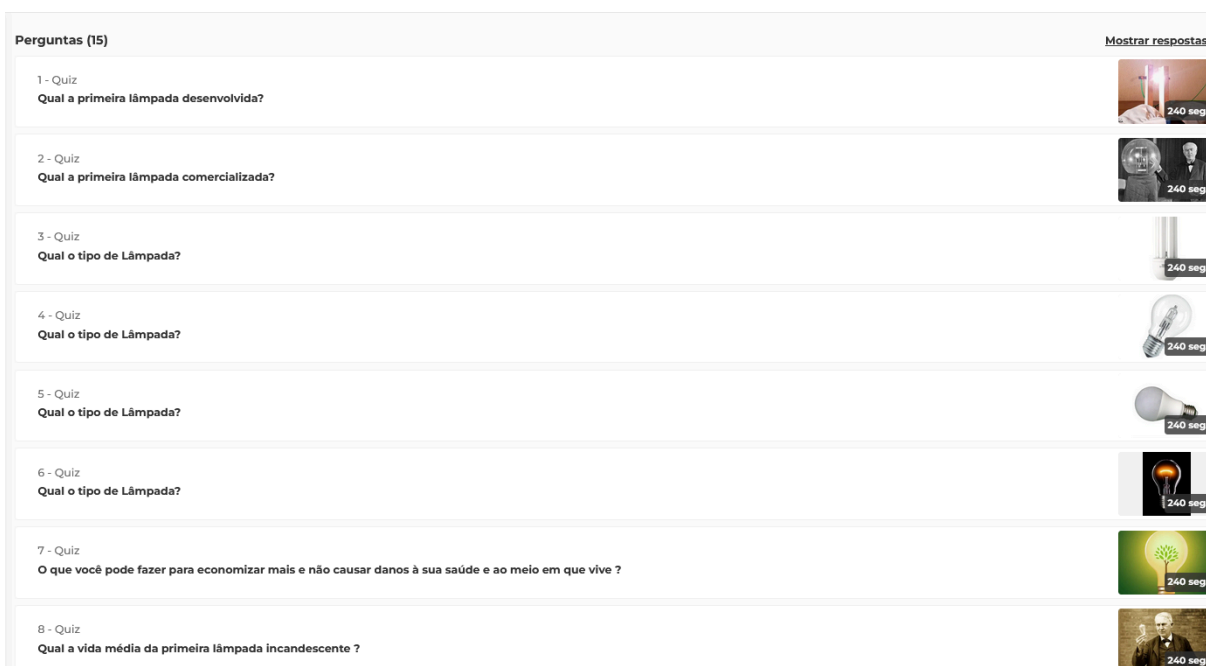 Perguntas (15)
Mostrar respostas
1 - Quiz
Qual a primeira lâmpada desenvolvida?
240 seg
2 - Quiz
Qual a primeira lâmpada comercializada?
240 seg
3 - Quiz
Qual o tipo de Lâmpada?
240 seg
4 - Quiz
Qual o tipo de Lâmpada?
240 seg
5 - Quiz
Qual o tipo de Lâmpada?
240 seg
6 - Quiz
Qual o tipo de Lâmpada?
240 seg
7 - Quiz
O que você pode fazer para economizar mais e não causar danos à sua saúde e ao meio em que vive ?
240 seg
8 - Quiz
Qual a vida média da primeira lâmpada incandescente ?
240 seg